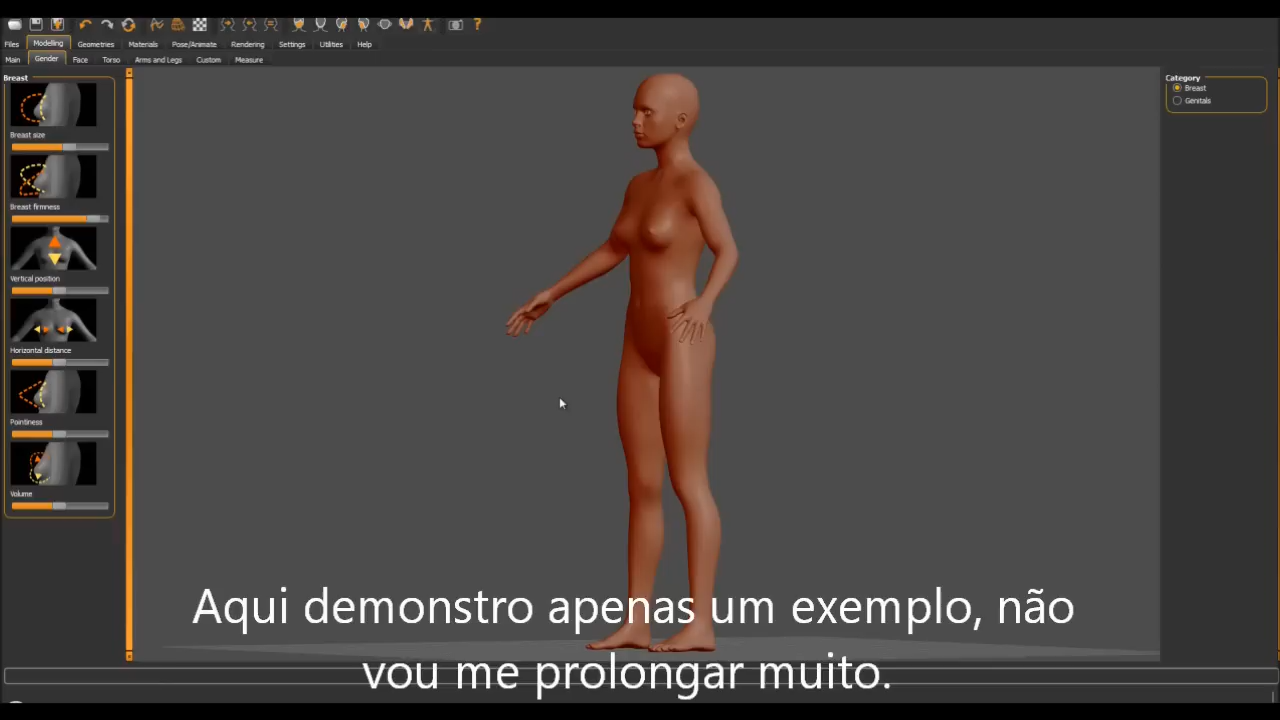 Files Modelling Geometries Materials Pose/Animate Rendering Settings Utilities Help
Main Gender Face Torso Arms and Legs Custom Measure
Breast
Breast size
Breast firmness
Vertical position
Horizontal distance
Pointiness
Volume
Category
Breast
Genitals
Aqui demonstro apenas um exemplo, não
vou me prolongar muito.